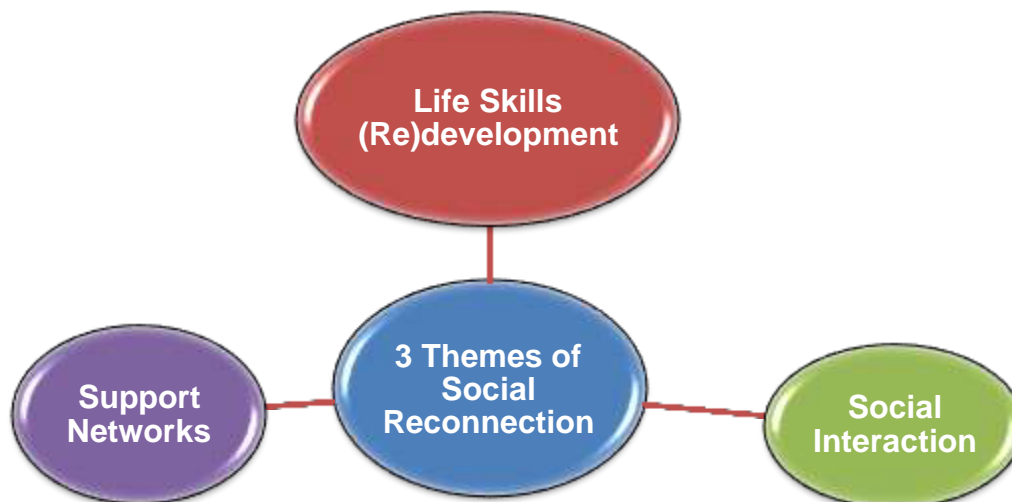 Life Skills
(Re)development
3 Themes of
Social
Reconnection
Support
Networks
Social
Interaction